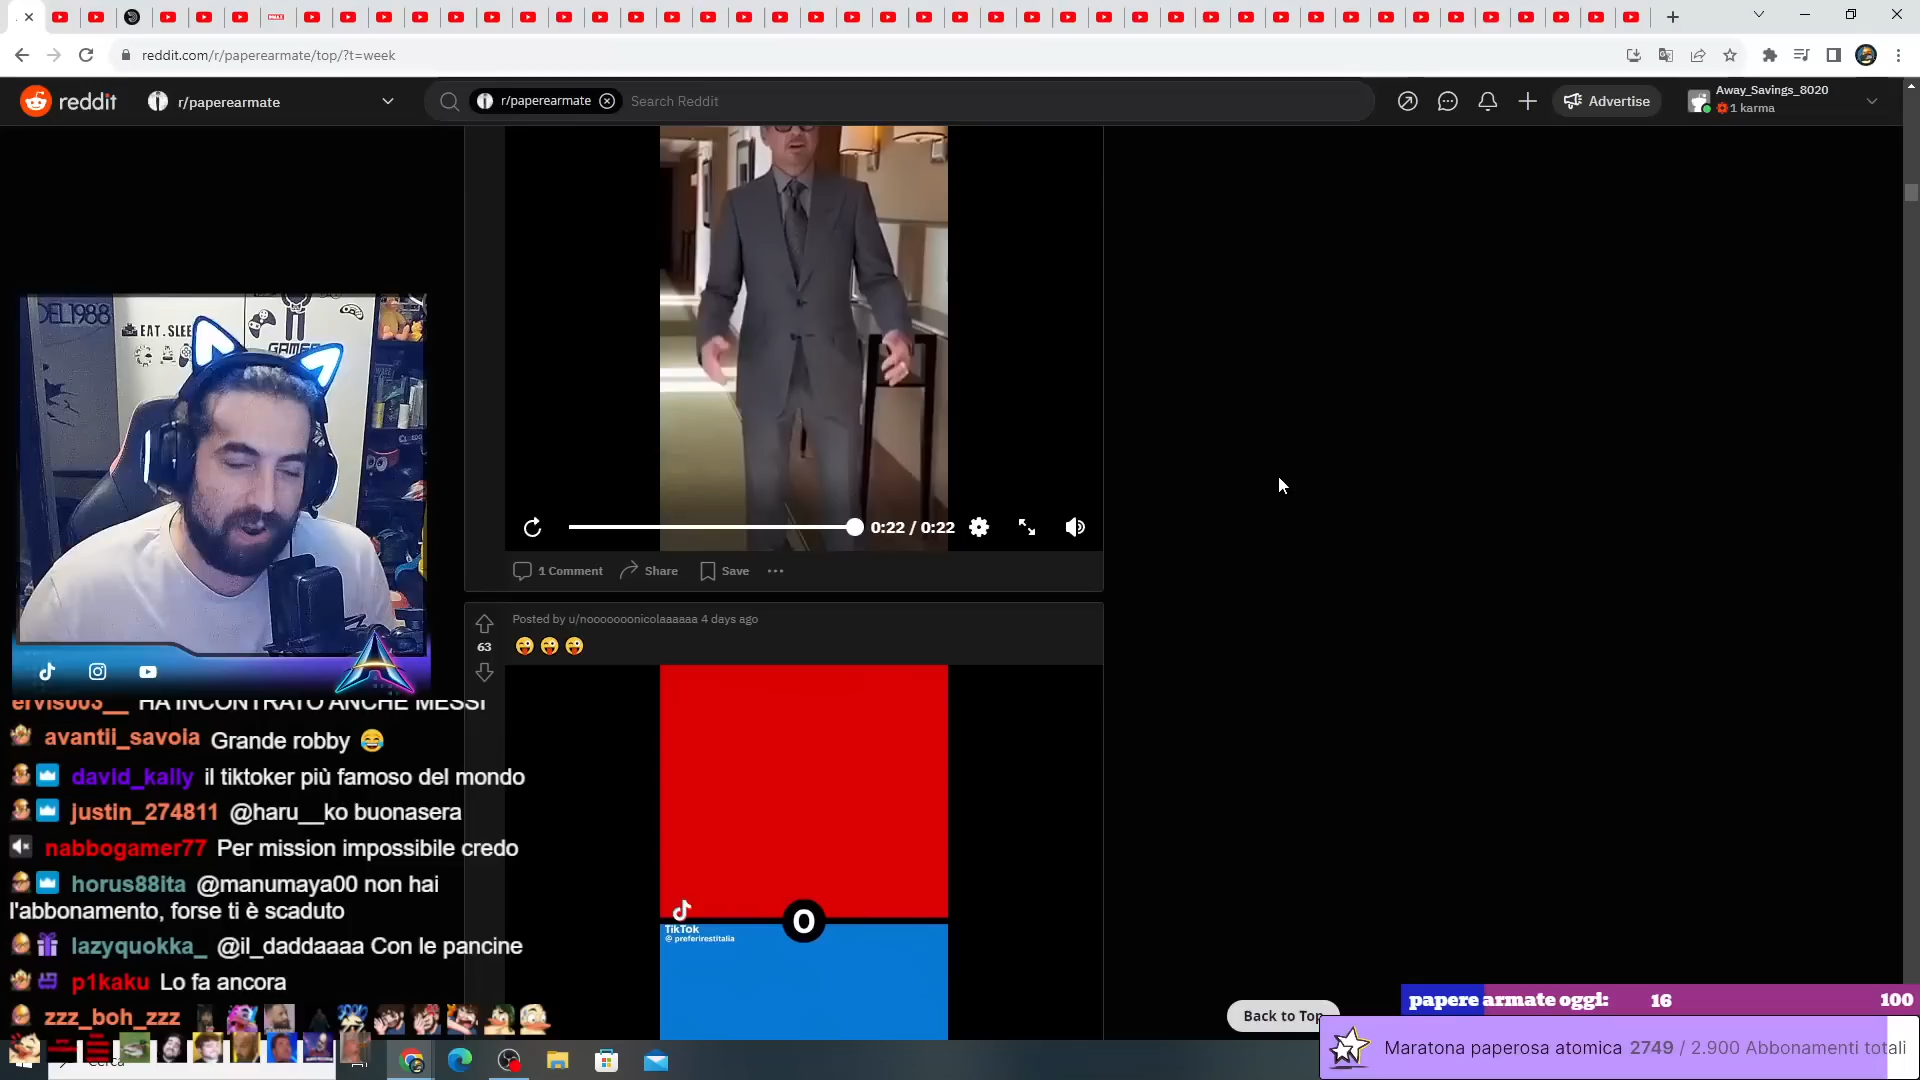 reddit.com/r/paperearmate/top/?t=week
reddit
r/paperearmate
r/paperearmate
Search Reddit
Advertise
Away_Savings_8020
1 karma
DEL1988
EAT.SLEE
GAMER
0:22 / 0:22
1 Comment
Share
Save
Posted by u/nooooooonicolaaaaaa 4 days ago
63
😜 😜 😜
O
TikTok
@ preferirestitalia
ervis003__ HA INCONTRATO ANCHE MESSI
avantii_savoia Grande robby 😂
david_kally il tiktoker più famoso del mondo
justin_274811 @haru__ko buonasera
nabbogamer77 Per mission impossibile credo
horus88ita @manumaya00 non hai
l'abbonamento, forse ti è scaduto
lazyquokka_ @il_daddaaaa Con le pancine
p1kaku Lo fa ancora
zzz_boh_zzz
Cerca
Back to Top
papere armate oggi: 16 100
Maratona paperosa atomica 2749 / 2.900 Abbonamenti totali